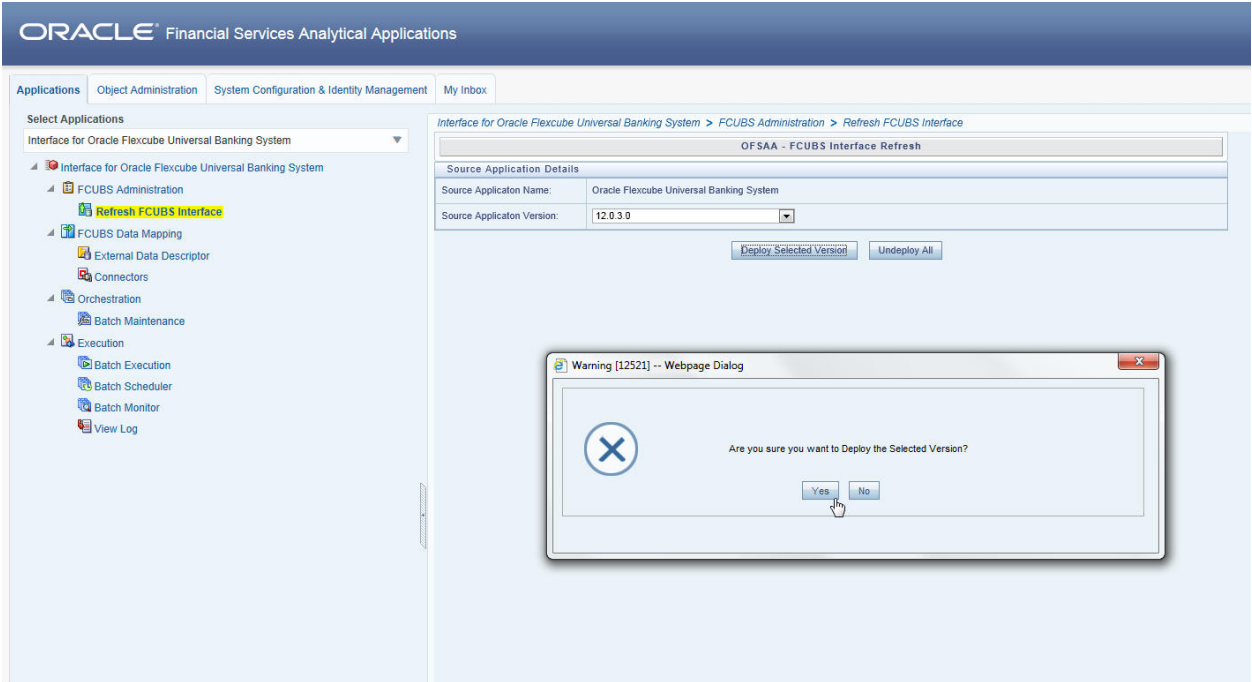 ORACLE® Financial Services Analytical Applications
Applications Object Administration System Configuration & Identity Management My Inbox
Select Applications
Interface for Oracle Flexcube Universal Banking System
Interface for Oracle Flexcube Universal Banking System
FCUBS Administration
Refresh FCUBS Interface
FCUBS Data Mapping
External Data Descriptor
Connectors
Orchestration
Batch Maintenance
Execution
Batch Execution
Batch Scheduler
Batch Monitor
View Log
Interface for Oracle Flexcube Universal Banking System > FCUBS Administration > Refresh FCUBS Interface
OFSAA - FCUBS Interface Refresh
Source Application Details
Source Applicaton Name: Oracle Flexcube Universal Banking System
Source Applicaton Version: 12.0.3.0
Deploy Selected Version Undeploy All
Warning [12521] -- Webpage Dialog
Are you sure you want to Deploy the Selected Version?
Yes No